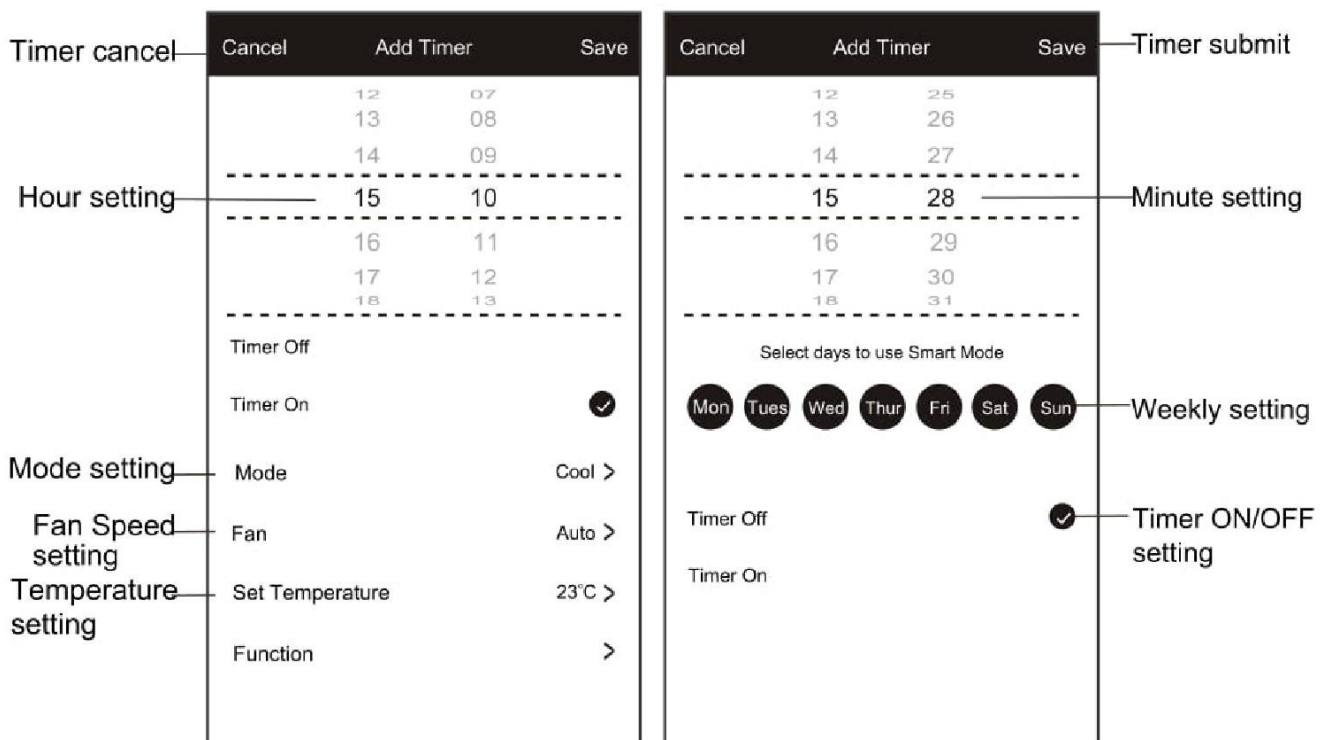 Timer cancel
Cancel Add Timer Save
12 07
13 08
14 09
Hour setting
15 10
16 11
17 12
18 13
Timer Off
Timer On
Mode setting
Mode Cool >
Fan Speed
setting
Fan Auto >
Temperature
setting
Set Temperature 23°C >
Function >
Cancel Add Timer Save
Timer submit
12 25
13 26
14 27
15 28
Minute setting
16 29
17 30
18 31
Select days to use Smart Mode
Mon Tues Wed Thur Fri Sat Sun
Weekly setting
Timer Off
Timer ON/OFF
setting
Timer On